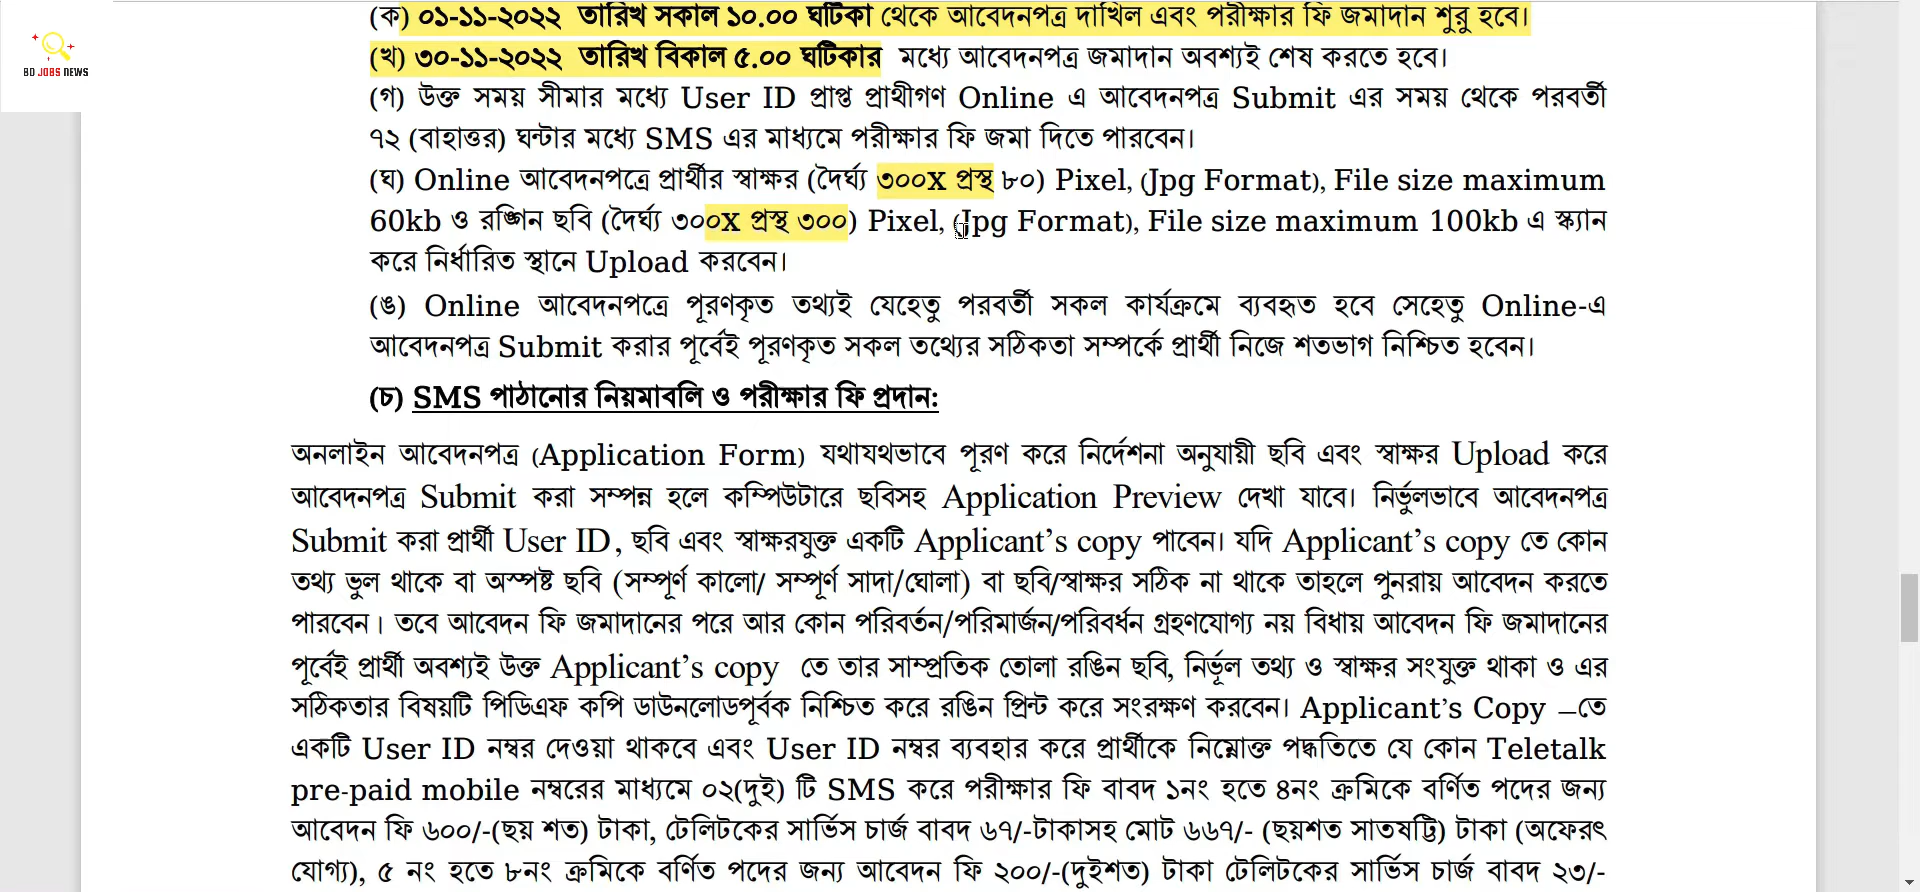 BD JOBS NEWS
(ক) ০১-১১-২০২২ তারিখ সকাল ১০.০০ ঘটিকা থেকে আবেদনপত্র দাখিল এবং পরীক্ষার ফি জমাদান শুরু হবে।
(খ) ৩০-১১-২০২২ তারিখ বিকাল ৫.০০ ঘটিকার মধ্যে আবেদনপত্র জমাদান অবশ্যই শেষ করতে হবে।
(গ) উক্ত সময় সীমার মধ্যে User ID প্রাপ্ত প্রার্থীগণ Online এ আবেদনপত্র Submit এর সময় থেকে পরবর্তী
৭২ (বাহাত্তর) ঘন্টার মধ্যে SMS এর মাধ্যমে পরীক্ষার ফি জমা দিতে পারবেন।
(ঘ) Online আবেদনপত্রে প্রার্থীর স্বাক্ষর (দৈর্ঘ্য ৩০০X প্রস্থ ৮০) Pixel, (Jpg Format), File size maximum
60kb ও রঙ্গিন ছবি (দৈর্ঘ্য ৩০০X প্রস্থ ৩০০) Pixel, (Jpg Format), File size maximum 100kb এ স্ক্যান
করে নির্ধারিত স্থানে Upload করবেন।
(ঙ) Online আবেদনপত্রে পূরণকৃত তথ্যই যেহেতু পরবর্তী সকল কার্যক্রমে ব্যবহৃত হবে সেহেতু Online-এ
আবেদনপত্র Submit করার পূর্বেই পূরণকৃত সকল তথ্যের সঠিকতা সম্পর্কে প্রার্থী নিজে শতভাগ নিশ্চিত হবেন।
(চ) SMS পাঠানোর নিয়মাবলি ও পরীক্ষার ফি প্রদান:
অনলাইন আবেদনপত্র (Application Form) যথাযথভাবে পূরণ করে নির্দেশনা অনুযায়ী ছবি এবং স্বাক্ষর Upload করে
আবেদনপত্র Submit করা সম্পন্ন হলে কম্পিউটারে ছবিসহ Application Preview দেখা যাবে। নির্ভুলভাবে আবেদনপত্র
Submit করা প্রার্থী User ID, ছবি এবং স্বাক্ষরযুক্ত একটি Applicant’s copy পাবেন। যদি Applicant’s copy তে কোন
তথ্য ভুল থাকে বা অস্পষ্ট ছবি (সম্পূর্ণ কালো/ সম্পূর্ণ সাদা/ঘোলা) বা ছবি/স্বাক্ষর সঠিক না থাকে তাহলে পুনরায় আবেদন করতে
পারবেন। তবে আবেদন ফি জমাদানের পরে আর কোন পরিবর্তন/পরিমার্জন/পরিবর্ধন গ্রহণযোগ্য নয় বিধায় আবেদন ফি জমাদানের
পূর্বেই প্রার্থী অবশ্যই উক্ত Applicant’s copy তে তার সাম্প্রতিক তোলা রঙিন ছবি, নির্ভূল তথ্য ও স্বাক্ষর সংযুক্ত থাকা ও এর
সঠিকতার বিষয়টি পিডিএফ কপি ডাউনলোডপূর্বক নিশ্চিত করে রঙিন প্রিন্ট করে সংরক্ষণ করবেন। Applicant’s Copy –তে
একটি User ID নম্বর দেওয়া থাকবে এবং User ID নম্বর ব্যবহার করে প্রার্থীকে নিম্নোক্ত পদ্ধতিতে যে কোন Teletalk
pre-paid mobile নম্বরের মাধ্যমে ০২(দুই) টি SMS করে পরীক্ষার ফি বাবদ ১নং হতে ৪নং ক্রমিকে বর্ণিত পদের জন্য
আবেদন ফি ৬০০/-(ছয় শত) টাকা, টেলিটকের সার্ভিস চার্জ বাবদ ৬৭/-টাকাসহ মোট ৬৬৭/- (ছয়শত সাতষট্টি) টাকা (অফেরৎ
যোগ্য), ৫ নং হতে ৮নং ক্রমিকে বর্ণিত পদের জন্য আবেদন ফি ২০০/-(দুইশত) টাকা টেলিটকের সার্ভিস চার্জ বাবদ ২৩/-